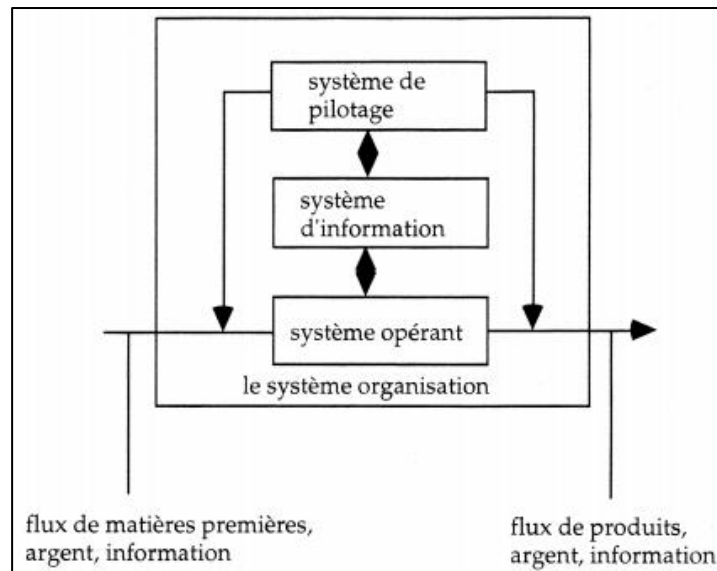 système de
pilotage
système
d'information
système opérant
le système organisation
flux de matières premières,
argent, information
flux de produits,
argent, information